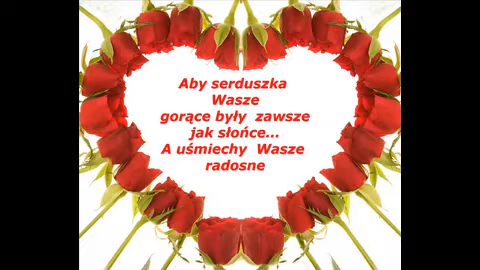 Aby serduszka
Wasze
gorące były zawsze
jak słońce...
A uśmiechy Wasze
radosne